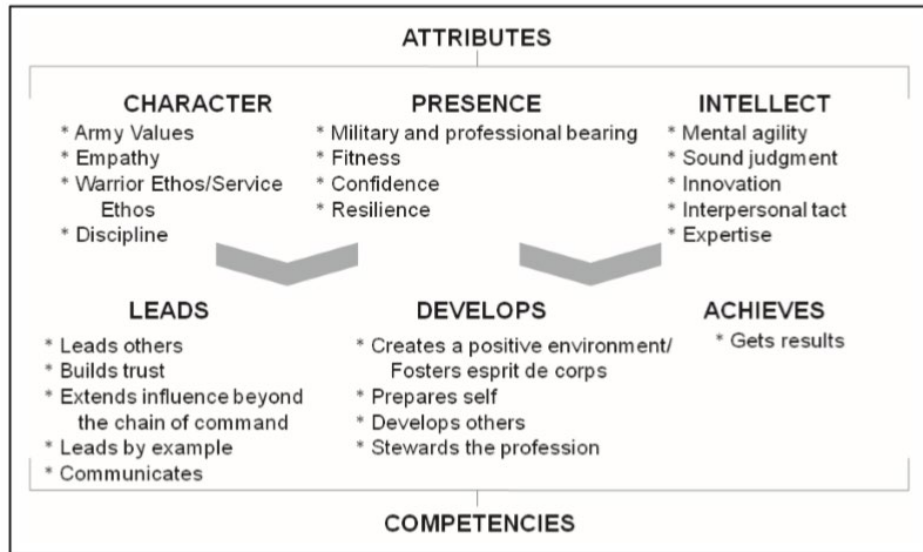 ATTRIBUTES
CHARACTER
* Army Values
* Empathy
* Warrior Ethos/Service
Ethos
* Discipline
PRESENCE
* Military and professional bearing
* Fitness
* Confidence
* Resilience
INTELLECT
* Mental agility
* Sound judgment
* Innovation
* Interpersonal tact
* Expertise
LEADS
* Leads others
* Builds trust
* Extends influence beyond
the chain of command
* Leads by example
* Communicates
DEVELOPS
* Creates a positive environment/
Fosters esprit de corps
* Prepares self
* Develops others
* Stewards the profession
ACHIEVES
* Gets results
COMPETENCIES